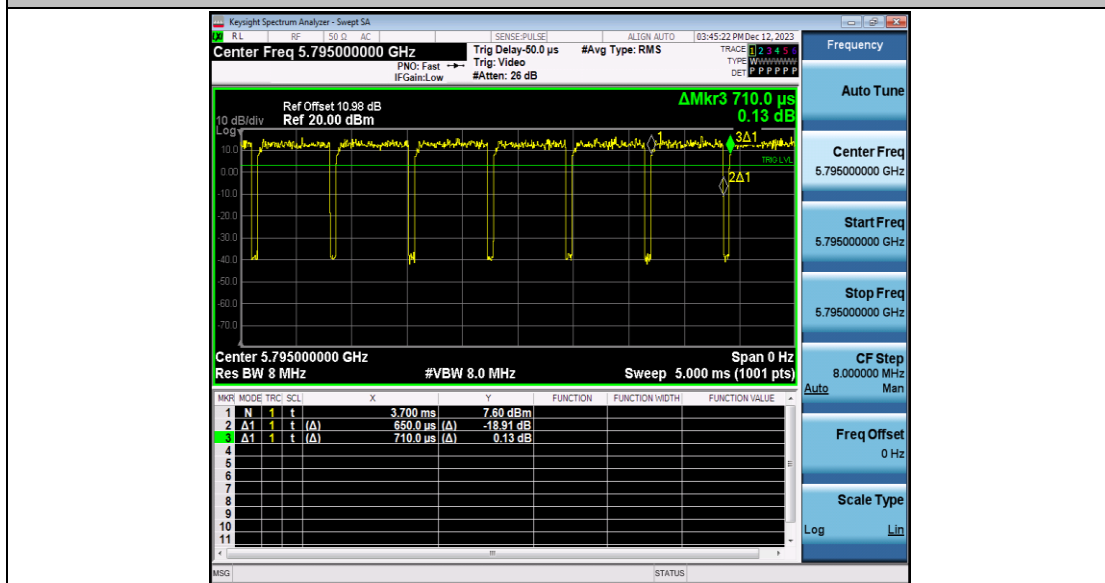 Keysight Spectrum Analyzer - Swept SA
RL RF 50 Ω AC SENSE:PULSE ALIGN AUTO 03:45:22 PM Dec 12, 2023
Center Freq 5.795000000 GHz
PNO: Fast
IFGain:Low
Trig Delay-50.0 µs
Trig: Video
#Atten: 26 dB
#Avg Type: RMS
TRACE 1 2 3 4 5 6
TYPE WWWWWW
DET P P P P P P
ΔMkr3 710.0 µs
0.13 dB
Ref Offset 10.98 dB
10 dB/div Ref 20.00 dBm
Log
10.0
0.00
-10.0
-20.0
-30.0
-40.0
-50.0
-60.0
-70.0
1
3Δ1
TRIG LVL
2Δ1
Center 5.795000000 GHz Span 0 Hz
Res BW 8 MHz #VBW 8.0 MHz Sweep 5.000 ms (1001 pts)
MKR MODE TRC SCL X Y FUNCTION FUNCTION WIDTH FUNCTION VALUE
1 N 1 t 3.700 ms 7.60 dBm
2 Δ1 1 t (Δ) 650.0 µs (Δ) -18.91 dB
3 Δ1 1 t (Δ) 710.0 µs (Δ) 0.13 dB
4
5
6
7
8
9
10
11
MSG STATUS
Frequency
Auto Tune
Center Freq
5.795000000 GHz
Start Freq
5.795000000 GHz
Stop Freq
5.795000000 GHz
CF Step
8.000000 MHz
Auto Man
Freq Offset
0 Hz
Scale Type
Log Lin